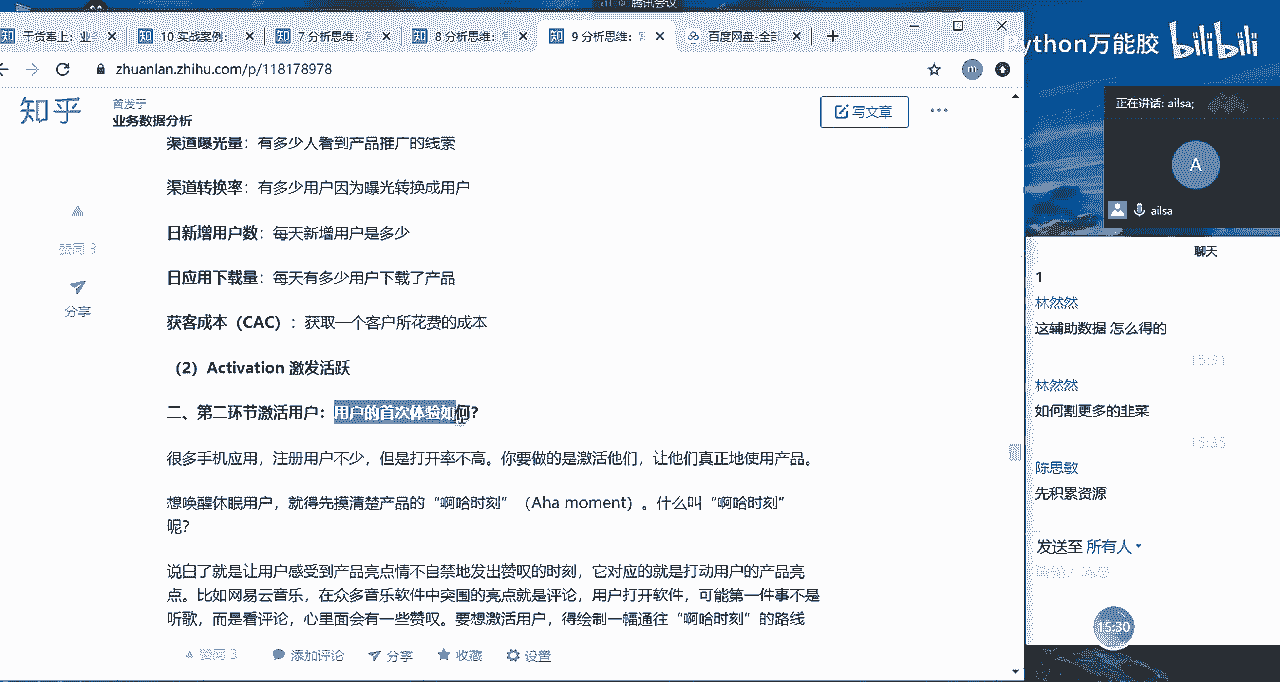 腾讯会议
干货奉上：业
10 实战案例：
7 分析思维：
8 分析思维：
9 分析思维：
百度网盘-全
zhuanlan.zhihu.com/p/118178978
m
Python万能胶 bilibili
知乎
黄发子
业务数据分析
写文章
渠道曝光量：有多少人看到产品推广的线索
渠道转换率：有多少用户因为曝光转换成用户
日新增用户数：每天新增用户是多少
日应用下载量：每天有多少用户下载了产品
获客成本（CAC）：获取一个客户所花费的成本
（2）Activation 激发活跃
二、第二环节激活用户：用户的首次体验如何？
很多手机应用，注册用户不少，但是打开率不高。你要做的是激活他们，让他们真正地使用产品。
想唤醒休眠用户，就得先摸清楚产品的“啊哈时刻”（Aha moment）。什么叫“啊哈时刻”
呢？
说白了就是让用户感受到产品亮点情不自禁地发出赞叹的时刻，它对应的就是打动用户的产品亮
点。比如网易云音乐，在众多音乐软件中突围的亮点就是评论，用户打开软件，可能第一件事不是
听歌，而是看评论，心里面会有一些赞叹。要想激活用户，得绘制一幅通往“啊哈时刻”的路线
赞同 3
分享
赞同 3
添加评论
分享
收藏
设置
正在讲话: ailsa;
A
ailsa
聊天
1
林然然
这辅助数据 怎么得的
林然然
如何割更多的韭菜
15:35
陈思敏
先积累资源
发送至 所有人
15:30